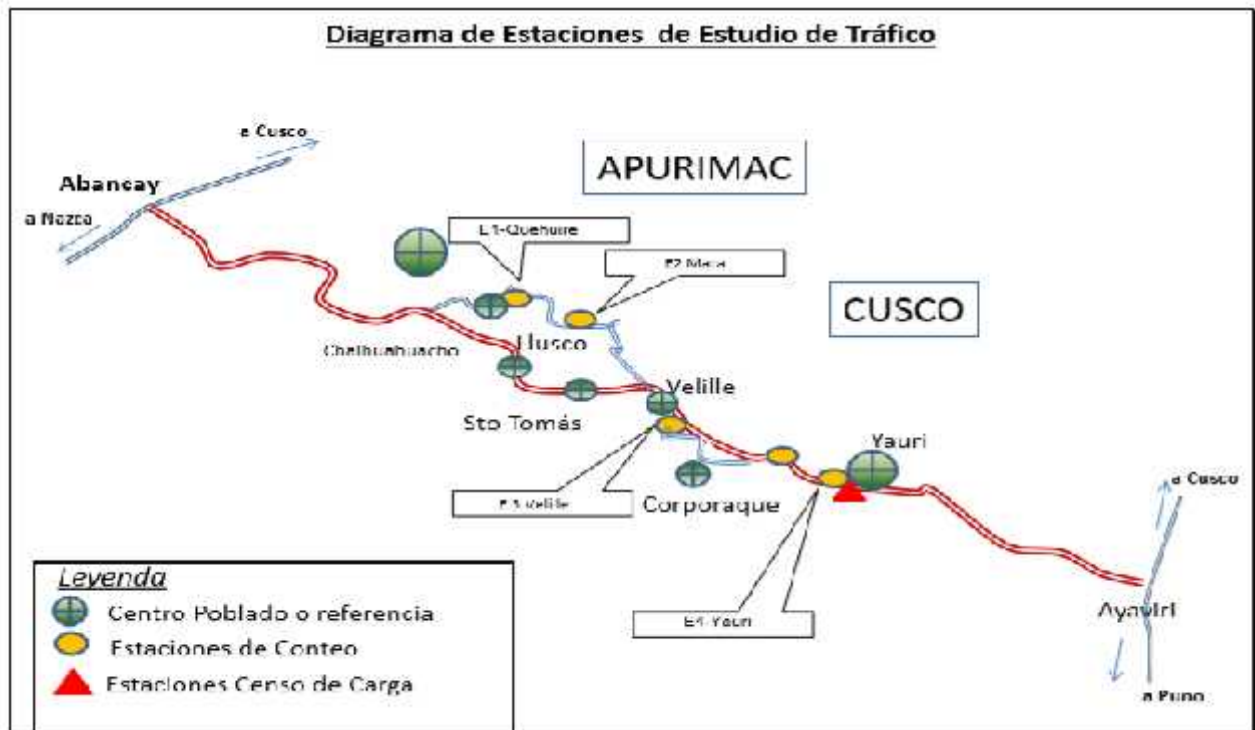 Diagrama de Estaciones de Estudio de Tráfico
a Cusco
APURIMAC
Abancay
a Nazca
E1-Quehuire
E2 Mara
CUSCO
Llusco
Chalhuahuacho
Velille
Sto Tomás
Yauri
a Cusco
E3 Velille
Corporaque
Leyenda
Centro Poblado o referencia
E4-Yauri
Ayaviri
Estaciones de Conteo
Estaciones Censo de Carga
a Puno